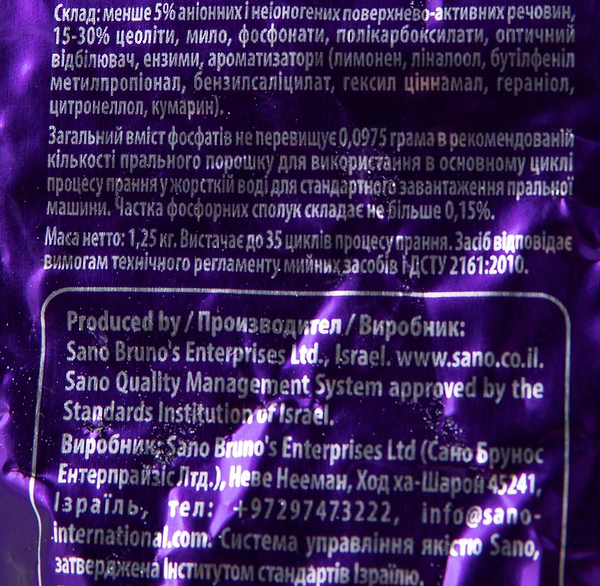 Склад: менше 5% аніонних і неіоногених поверхнево-активних речовин,
15-30% цеоліти, мило, фосфонати, полікарбоксилати, оптичний
відбілювач, ензими, ароматизатори (лимонен, ліналоол, бутілфеніл
метилпропіонал, бензилсаліцилат, гексил ціннамал, гераніол,
цитронеллол, кумарин).
Загальний вміст фосфатів не перевищує 0,0975 грама в рекомендованій
кількості прального порошку для використання в основному циклі
процесу прання у жорсткій воді для стандартного завантаження пральної
машини. Частка фосфорних сполук складає не більше 0,15%.
Маса нетто: 1,25 кг. Вистачає до 35 циклів процесу прання. Засіб відповідає
вимогам технічного регламенту мийних засобів і ДСТУ 2161:2010.
Produced by / Производител / Виробник:
Sano Bruno's Enterprises Ltd., Israel. www.sano.co.il.
Sano Quality Management System approved by the
Standards Institution of Israel.
Виробник: Sano Bruno's Enterprises Ltd (Сано Брунос
Ентерпрайзіс Лтд.), Неве Нееман, Ход ха-Шарон 45241,
Ізраїль, тел: +97297473222, info@sano-
international.com. Система управління якістю Sano,
затверджена Інститутом стандартів Ізраїлю.